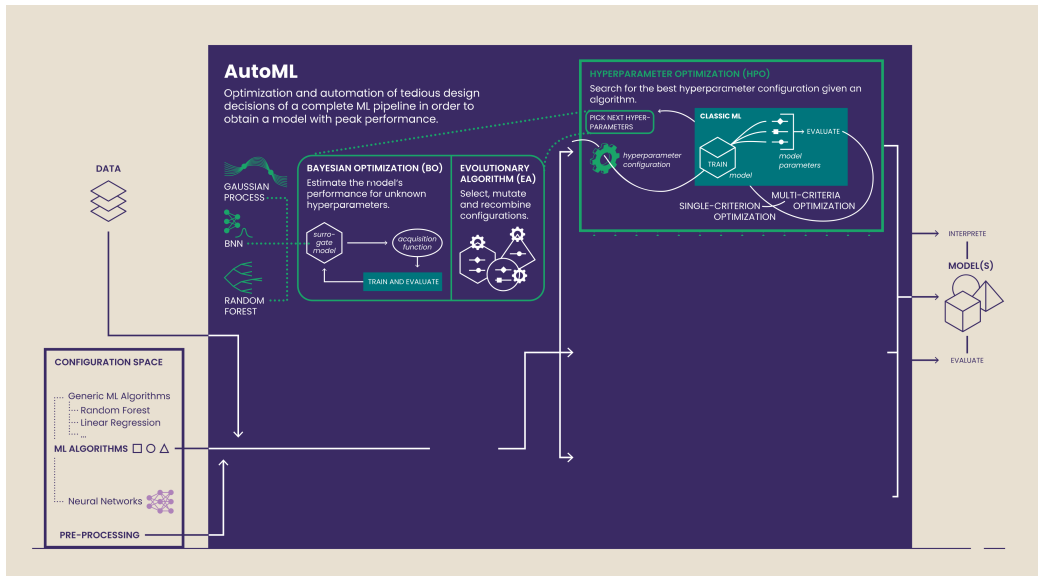 AutoML
Optimization and automation of tedious design
decisions of a complete ML pipeline in order to
obtain a model with peak performance.
HYPERPARAMETER OPTIMIZATION (HPO)
Search for the best hyperparameter configuration given an
algorithm.
PICK NEXT HYPER-
PARAMETERS
hyperparameter
configuration
CLASSIC ML
TRAIN
model
EVALUATE
model
parameters
MULTI-CRITERIA
OPTIMIZATION
SINGLE-CRITERION
OPTIMIZATION
GAUSSIAN
PROCESS
BNN
RANDOM
FOREST
BAYESIAN OPTIMIZATION (BO)
Estimate the model's
performance for unknown
hyperparameters.
surro-
gate
model
acquisition
function
TRAIN AND EVALUATE
EVOLUTIONARY
ALGORITHM (EA)
Select, mutate
and recombine
configurations.
DATA
CONFIGURATION SPACE
Generic ML Algorithms
Random Forest
Linear Regression
...
ML ALGORITHMS
Neural Networks
PRE-PROCESSING
INTERPRETE
MODEL(S)
EVALUATE